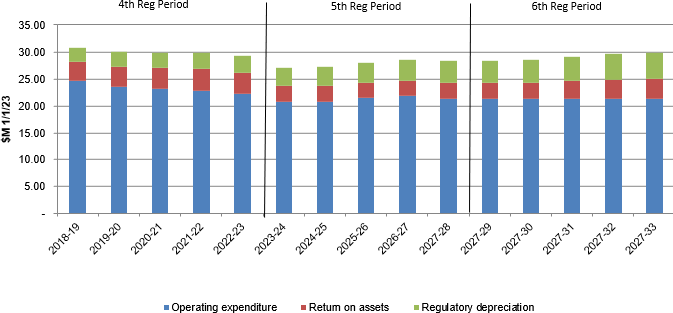 4th Reg Period 5th Reg Period 6th Reg Period
35.00
30.00
25.00
20.00
15.00
10.00
5.00
-
$M 1/1/23
2018-19 2019-20 2020-21 2021-22 2022-23 2023-24 2024-25 2025-26 2026-27 2027-28 2027-29 2027-30 2027-31 2027-32 2027-33
Operating expenditure Return on assets Regulatory depreciation